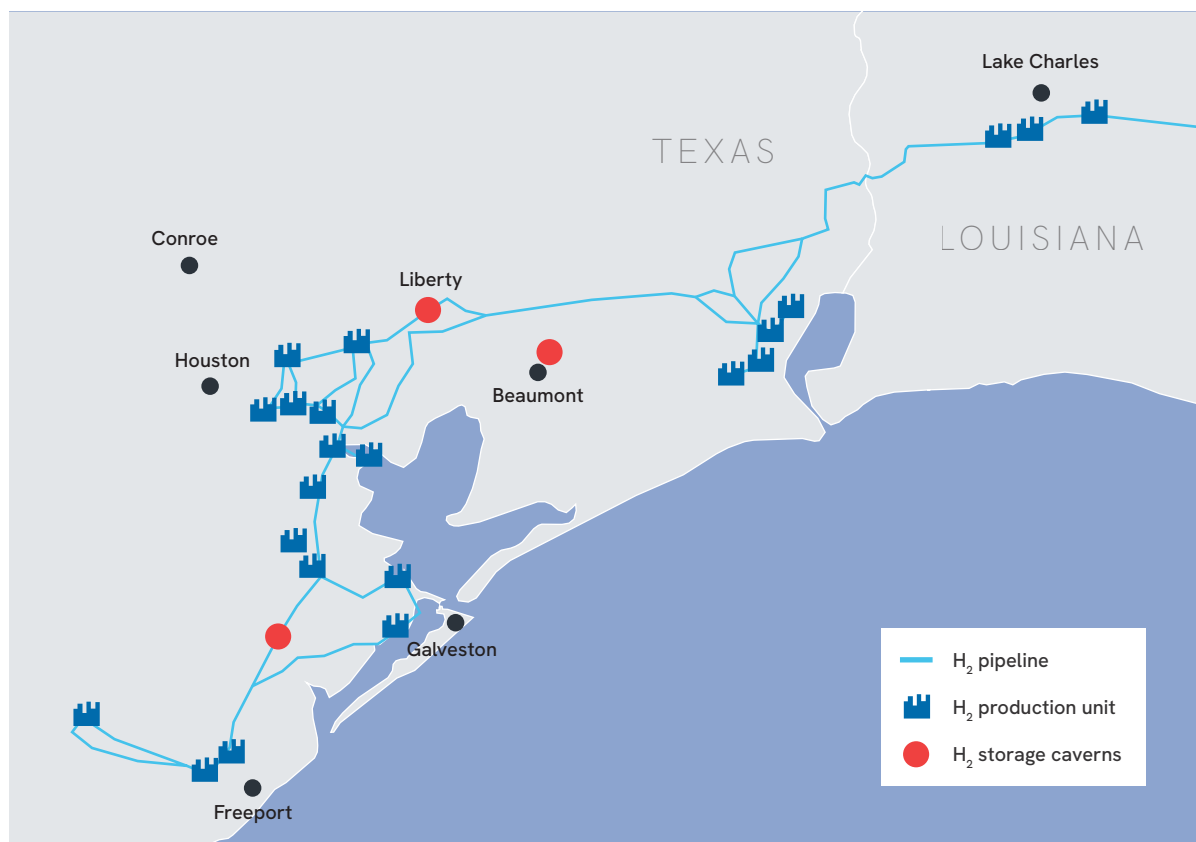 Lake Charles
TEXAS
LOUISIANA
Conroe
Liberty
Houston
Beaumont
Galveston
H₂ pipeline
H₂ production unit
H₂ storage caverns
Freeport